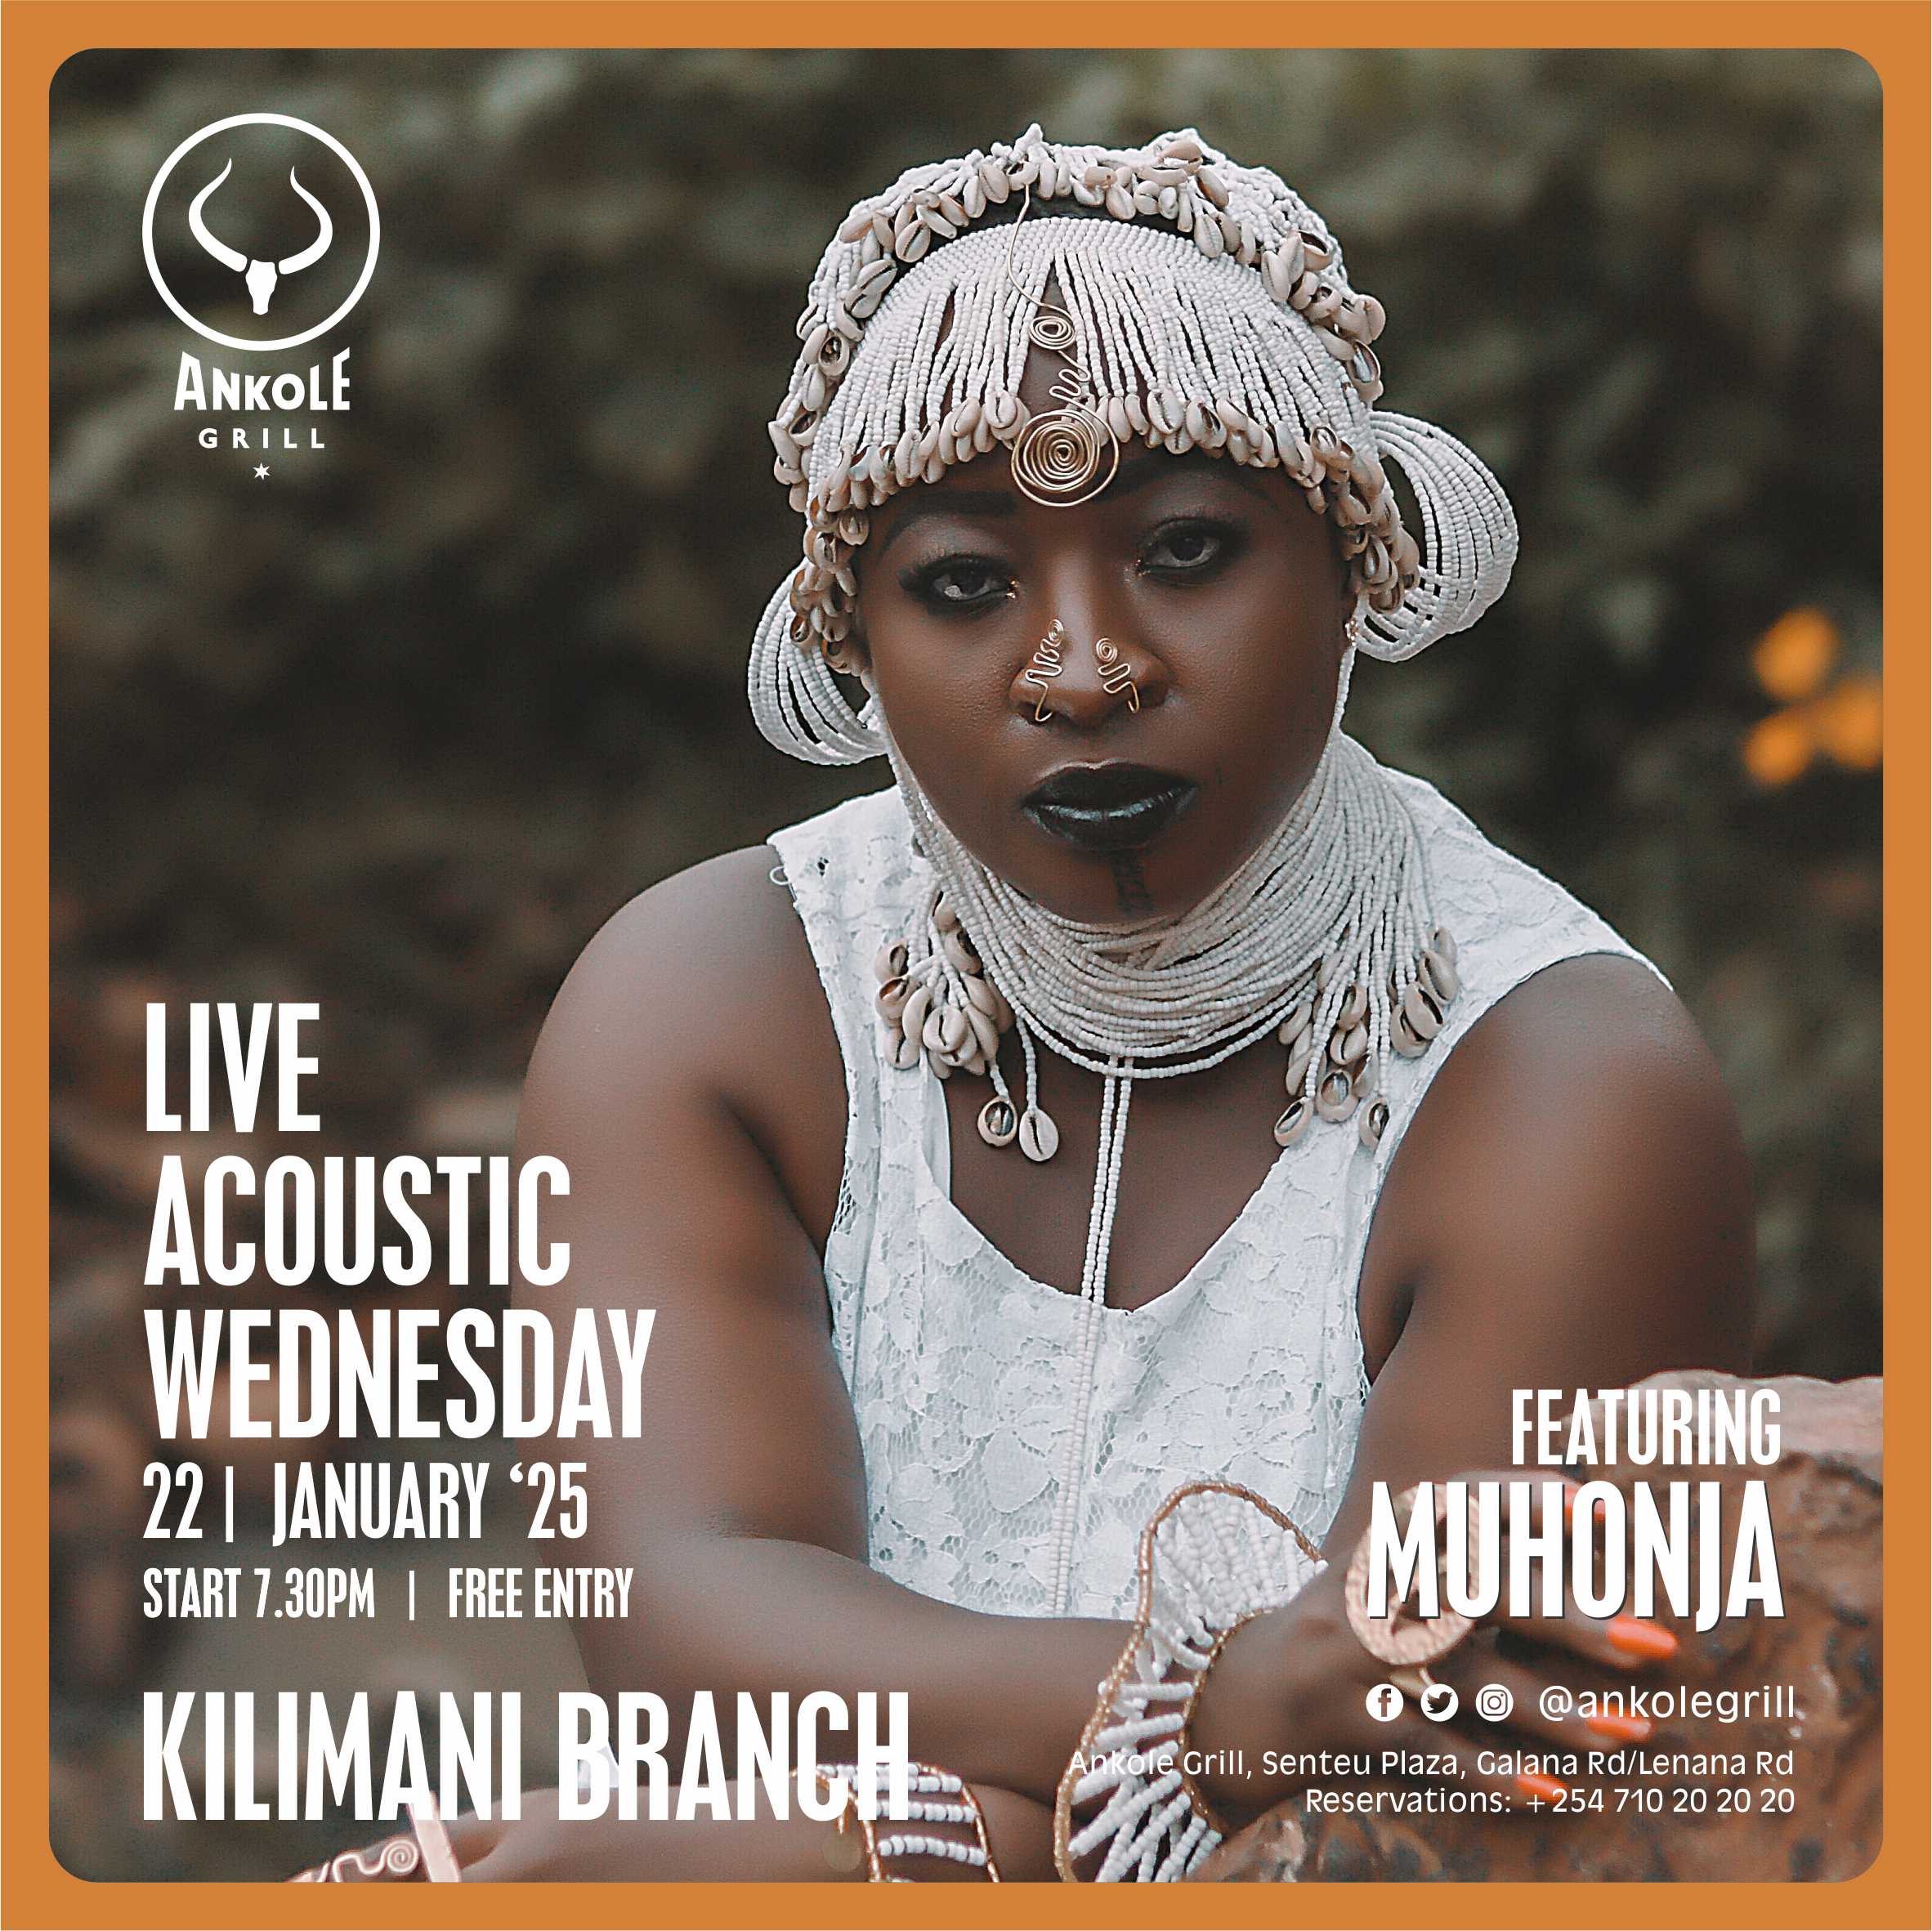 ANKOLE
GRILL
LIVE
ACOUSTIC
WEDNESDAY
22 | JANUARY ‘25
START 7.30PM | FREE ENTRY
KILIMANI BRANCH
FEATURING
MUHONJA
@ankolegrill
Ankole Grill, Senteu Plaza, Galana Rd/Lenana Rd
Reservations: +254 710 20 20 20